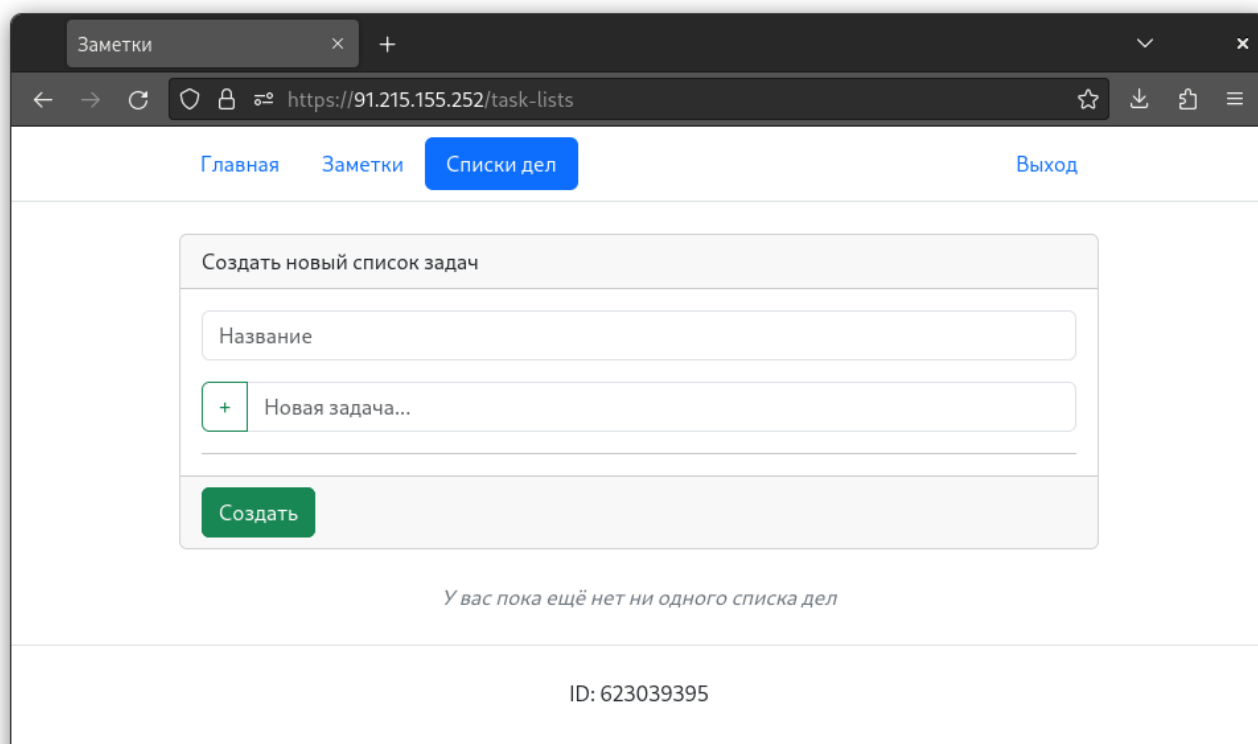 Заметки
https://91.215.155.252/task-lists
Главная Заметки Списки дел Выход
Создать новый список задач
Название
+ Новая задача...
Создать
У вас пока ещё нет ни одного списка дел
ID: 623039395